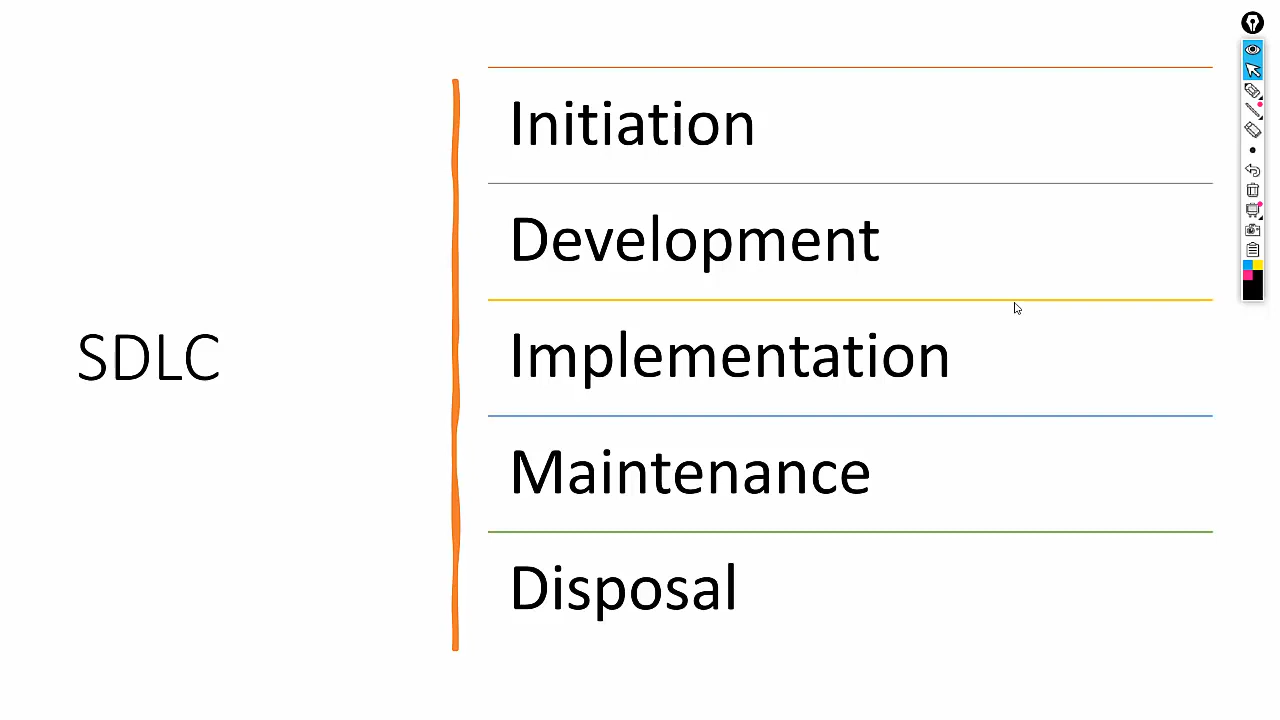 SDLC
Initiation
Development
Implementation
Maintenance
Disposal